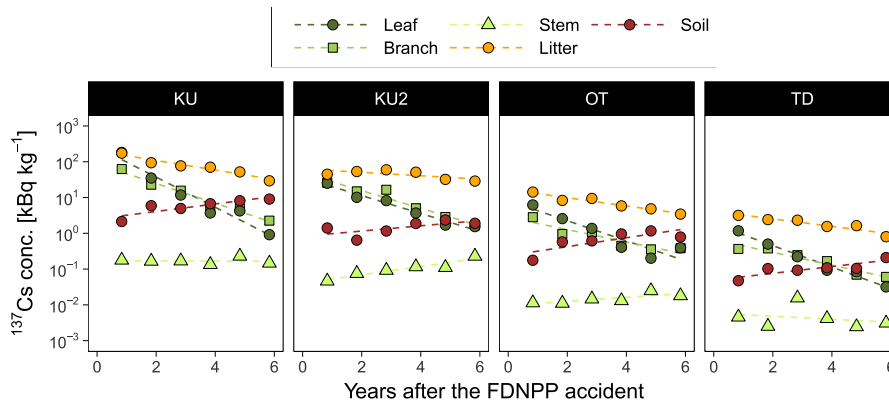 Leaf Stem Soil
Branch Litter
KU KU2 OT TD
¹³⁷Cs conc. [kBq kg⁻¹]
10³
10²
10¹
10⁰
10⁻¹
10⁻²
10⁻³
0 2 4 6 0 2 4 6 0 2 4 6 0 2 4 6
Years after the FDNPP accident